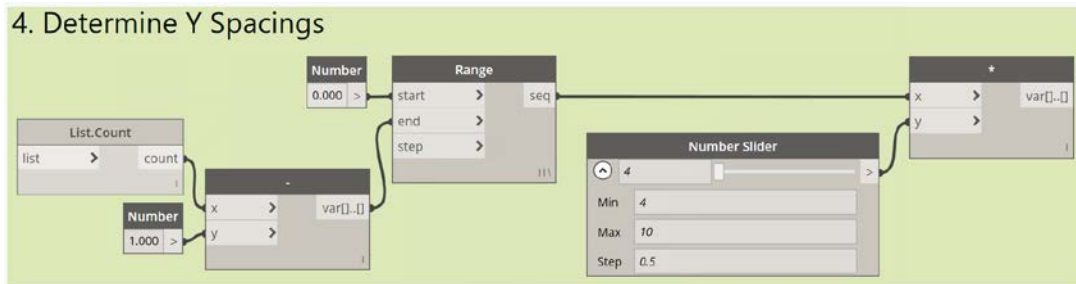 4. Determine Y Spacings
Number
0.000 >
Range
start > seq
end >
step >
*
x > var[]..[]
y >
List.Count
list > count
Number
1.000 >
-
x > var[]..[]
y >
Number Slider
4 >
Min 4
Max 10
Step 0.5